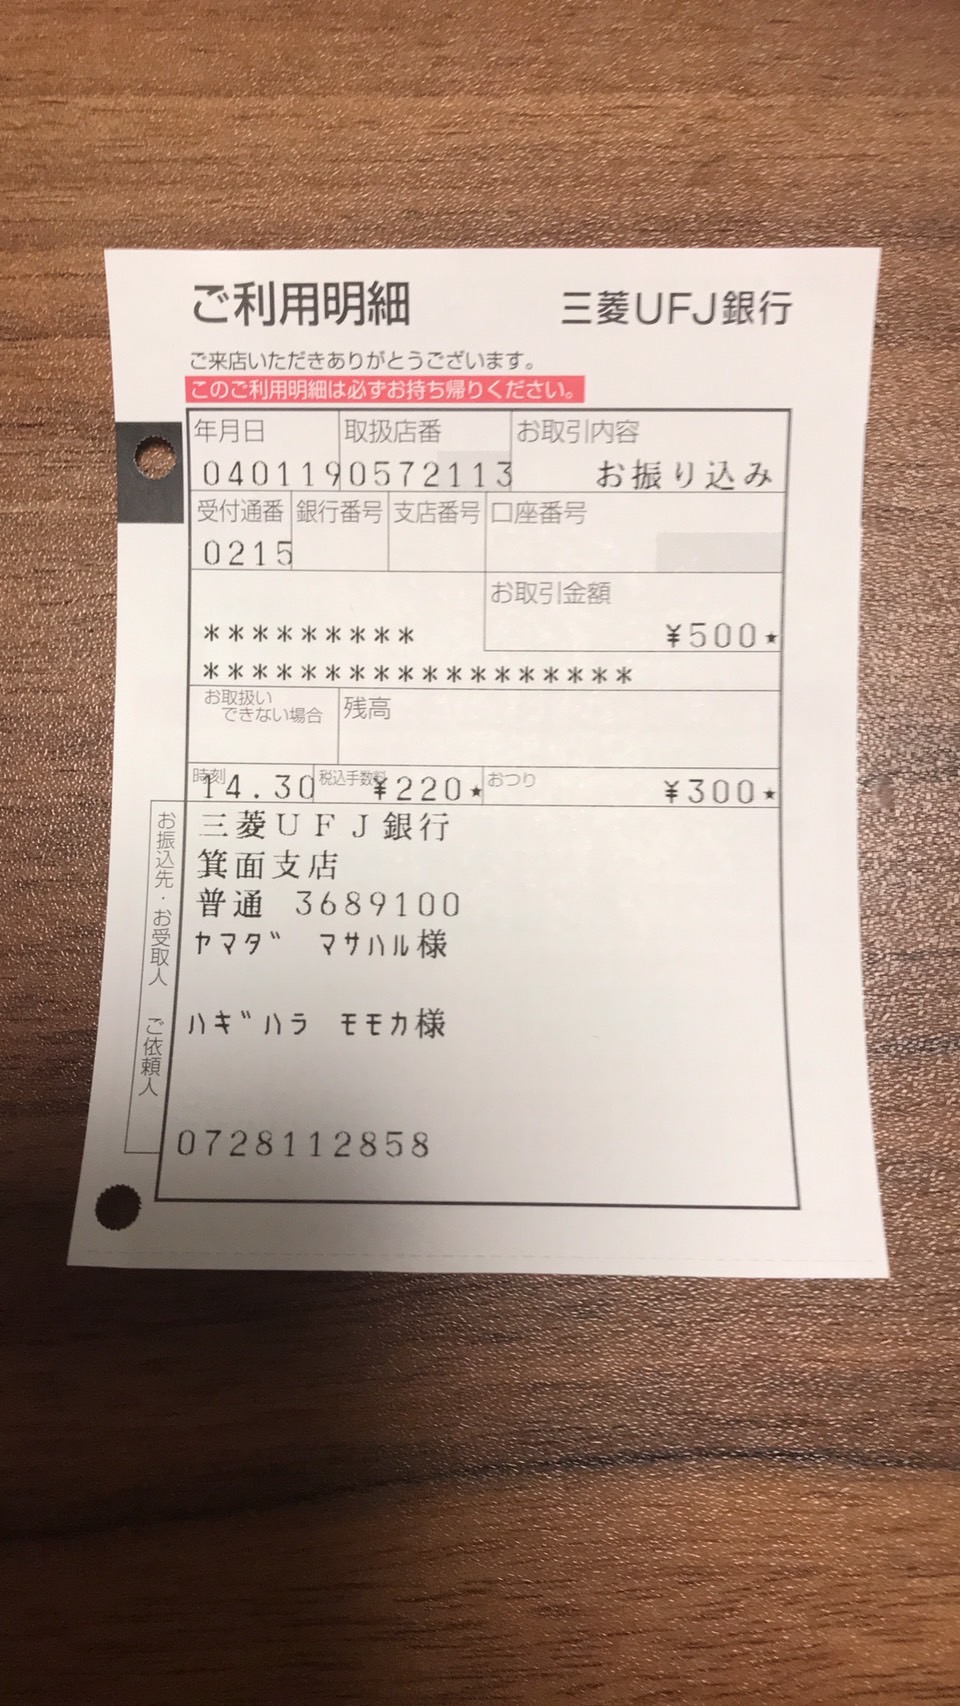 ご利用明細 三菱UFJ銀行
ご来店いただきありがとうございます。
このご利用明細は必ずお持ち帰りください。
年月日 取扱店番 お取引内容
040119 0572113 お振り込み
受付通番 銀行番号 支店番号 口座番号
0215
お取引金額
********* ¥500★
******************
お取扱い
できない場合 残高
時刻 14.30 税込手数料 ¥220★ おつり ¥300★
お振込先・お受取人 ご依頼人
三菱UFJ銀行
箕面支店
普通 3689100
ヤマダ゛ マサハル様
ハキ゛ハラ モモカ様
0728112858